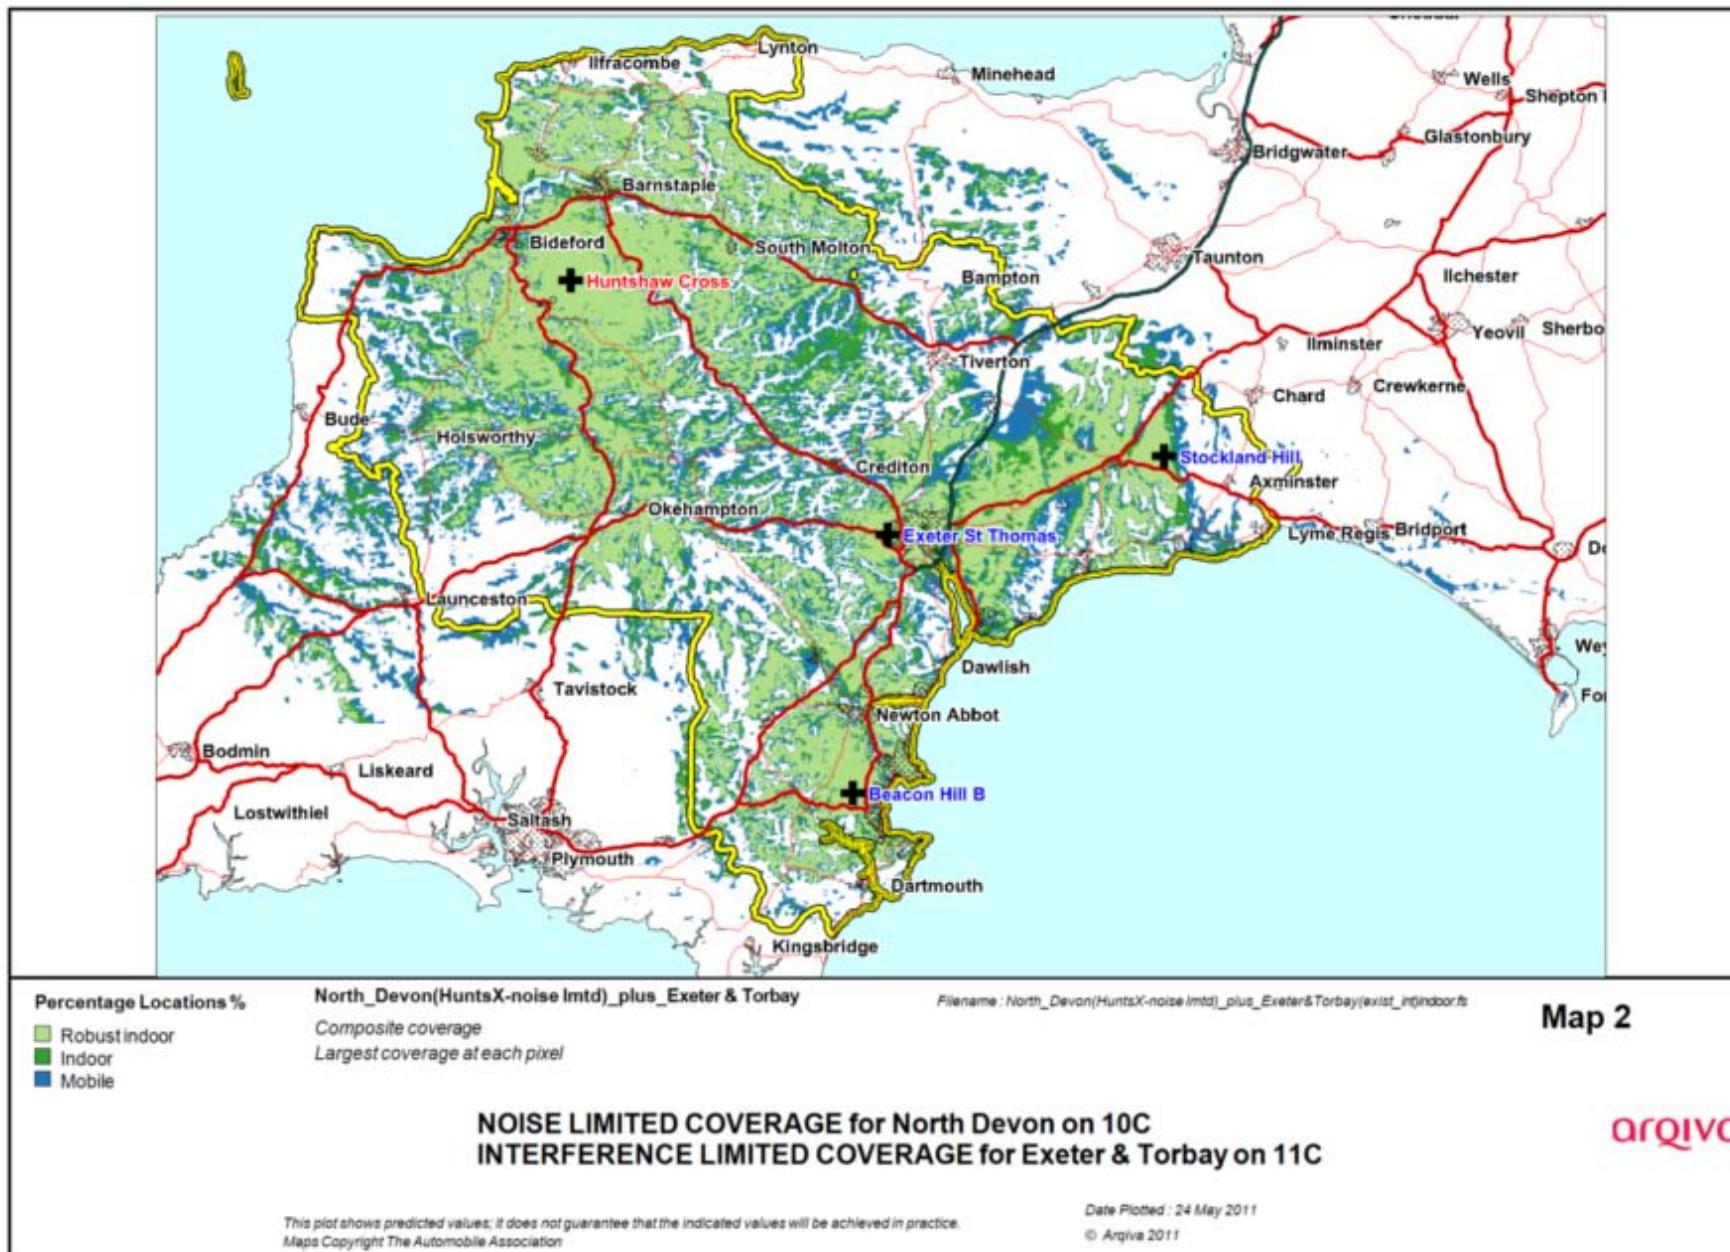 Lynton
Ilfracombe
Minehead
Wells
Glastonbury
Bridgwater
Barnstaple
Bideford
South Molton
Taunton
Bampton
Ilchester
Huntshaw Cross
Yeovil
Ilminster
Tiverton
Crewkerne
Chard
Bude
Holsworthy
Crediton
Stockland Hill
Axminster
Okehampton
Exeter St Thomas
Lyme Regis
Bridport
Launceston
Dawlish
Tavistock
Newton Abbot
Bodmin
Liskeard
Beacon Hill B
Lostwithiel
Saltash
Plymouth
Dartmouth
Kingsbridge
Percentage Locations %
Robust indoor
Indoor
Mobile
North_Devon(HuntsX-noise lmtd)_plus_Exeter & Torbay
Composite coverage
Largest coverage at each pixel
Filename : North_Devon(HuntsX-noise lmtd)_plus_Exeter&Torbay(exist_int)indoor.fs
Map 2
NOISE LIMITED COVERAGE for North Devon on 10C
INTERFERENCE LIMITED COVERAGE for Exeter & Torbay on 11C
This plot shows predicted values; it does not guarantee that the indicated values will be achieved in practice.
Maps Copyright The Automobile Association
Date Plotted : 24 May 2011
© Arqiva 2011